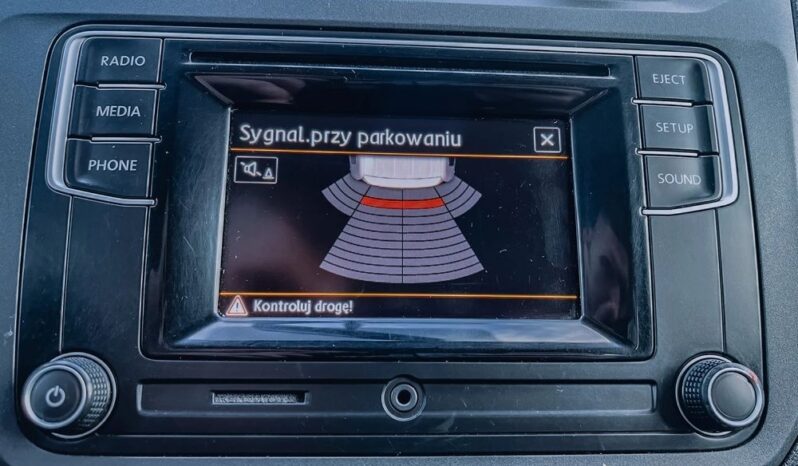 RADIO
MEDIA
PHONE
EJECT
SETUP
SOUND
Sygnal.przy parkowaniu
Kontroluj drogę!